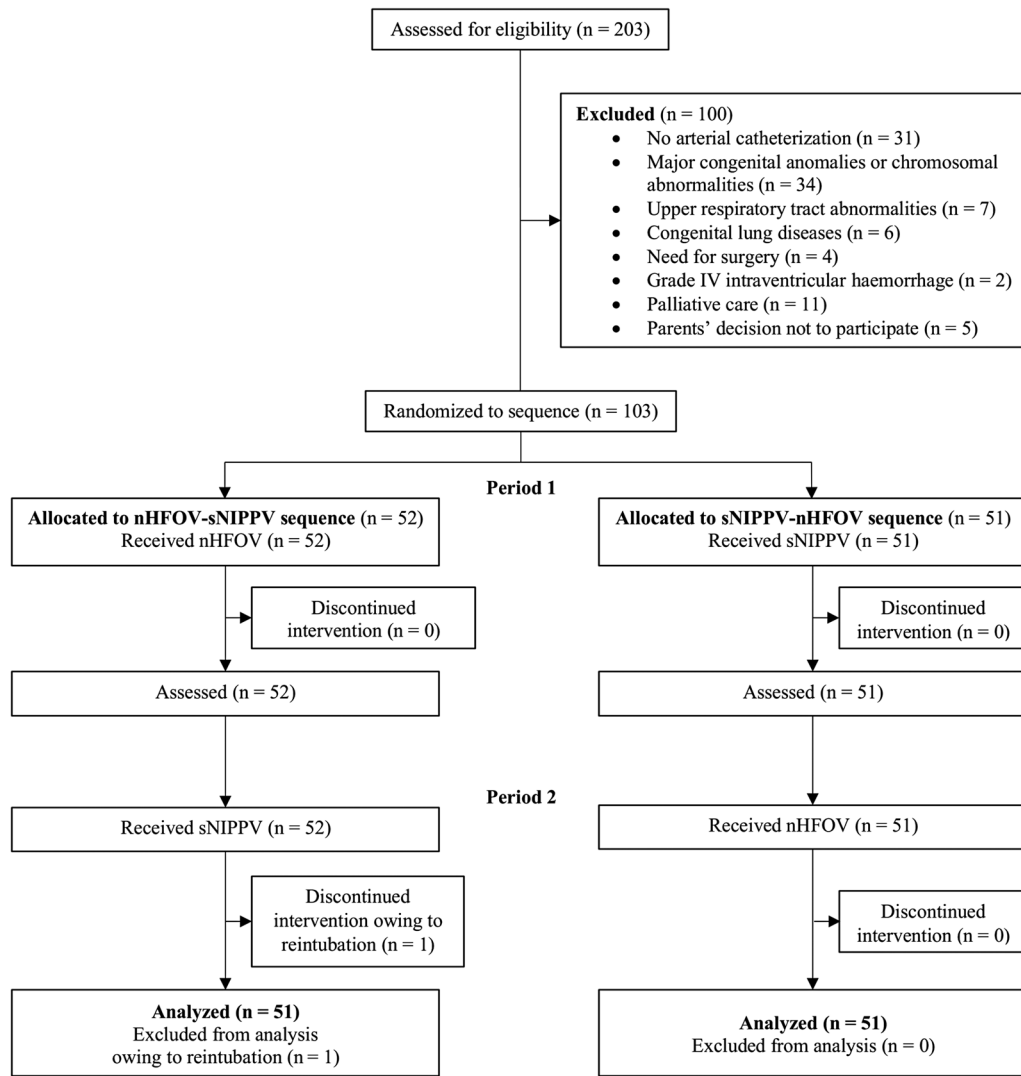 Assessed for eligibility (n = 203)
Excluded (n = 100)
• No arterial catheterization (n = 31)
• Major congenital anomalies or chromosomal
abnormalities (n = 34)
• Upper respiratory tract abnormalities (n = 7)
• Congenital lung diseases (n = 6)
• Need for surgery (n = 4)
• Grade IV intraventricular haemorrhage (n = 2)
• Palliative care (n = 11)
• Parents’ decision not to participate (n = 5)
Randomized to sequence (n = 103)
Period 1
Allocated to nHFOV-sNIPPV sequence (n = 52)
Received nHFOV (n = 52)
Allocated to sNIPPV-nHFOV sequence (n = 51)
Received sNIPPV (n = 51)
Discontinued
intervention (n = 0)
Discontinued
intervention (n = 0)
Assessed (n = 52)
Assessed (n = 51)
Period 2
Received sNIPPV (n = 52)
Received nHFOV (n = 51)
Discontinued
intervention owing to
reintubation (n = 1)
Discontinued
intervention (n = 0)
Analyzed (n = 51)
Excluded from analysis
owing to reintubation (n = 1)
Analyzed (n = 51)
Excluded from analysis (n = 0)